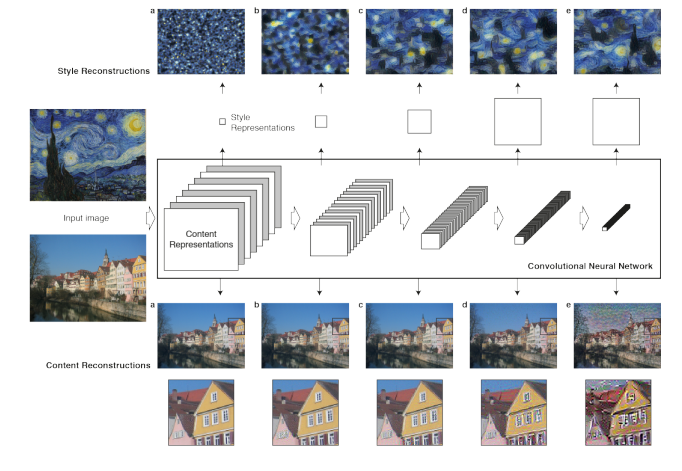 a b c d e
Style Reconstructions
Style
Representations
Input image
Content
Representations
Convolutional Neural Network
a b c d e
Content Reconstructions